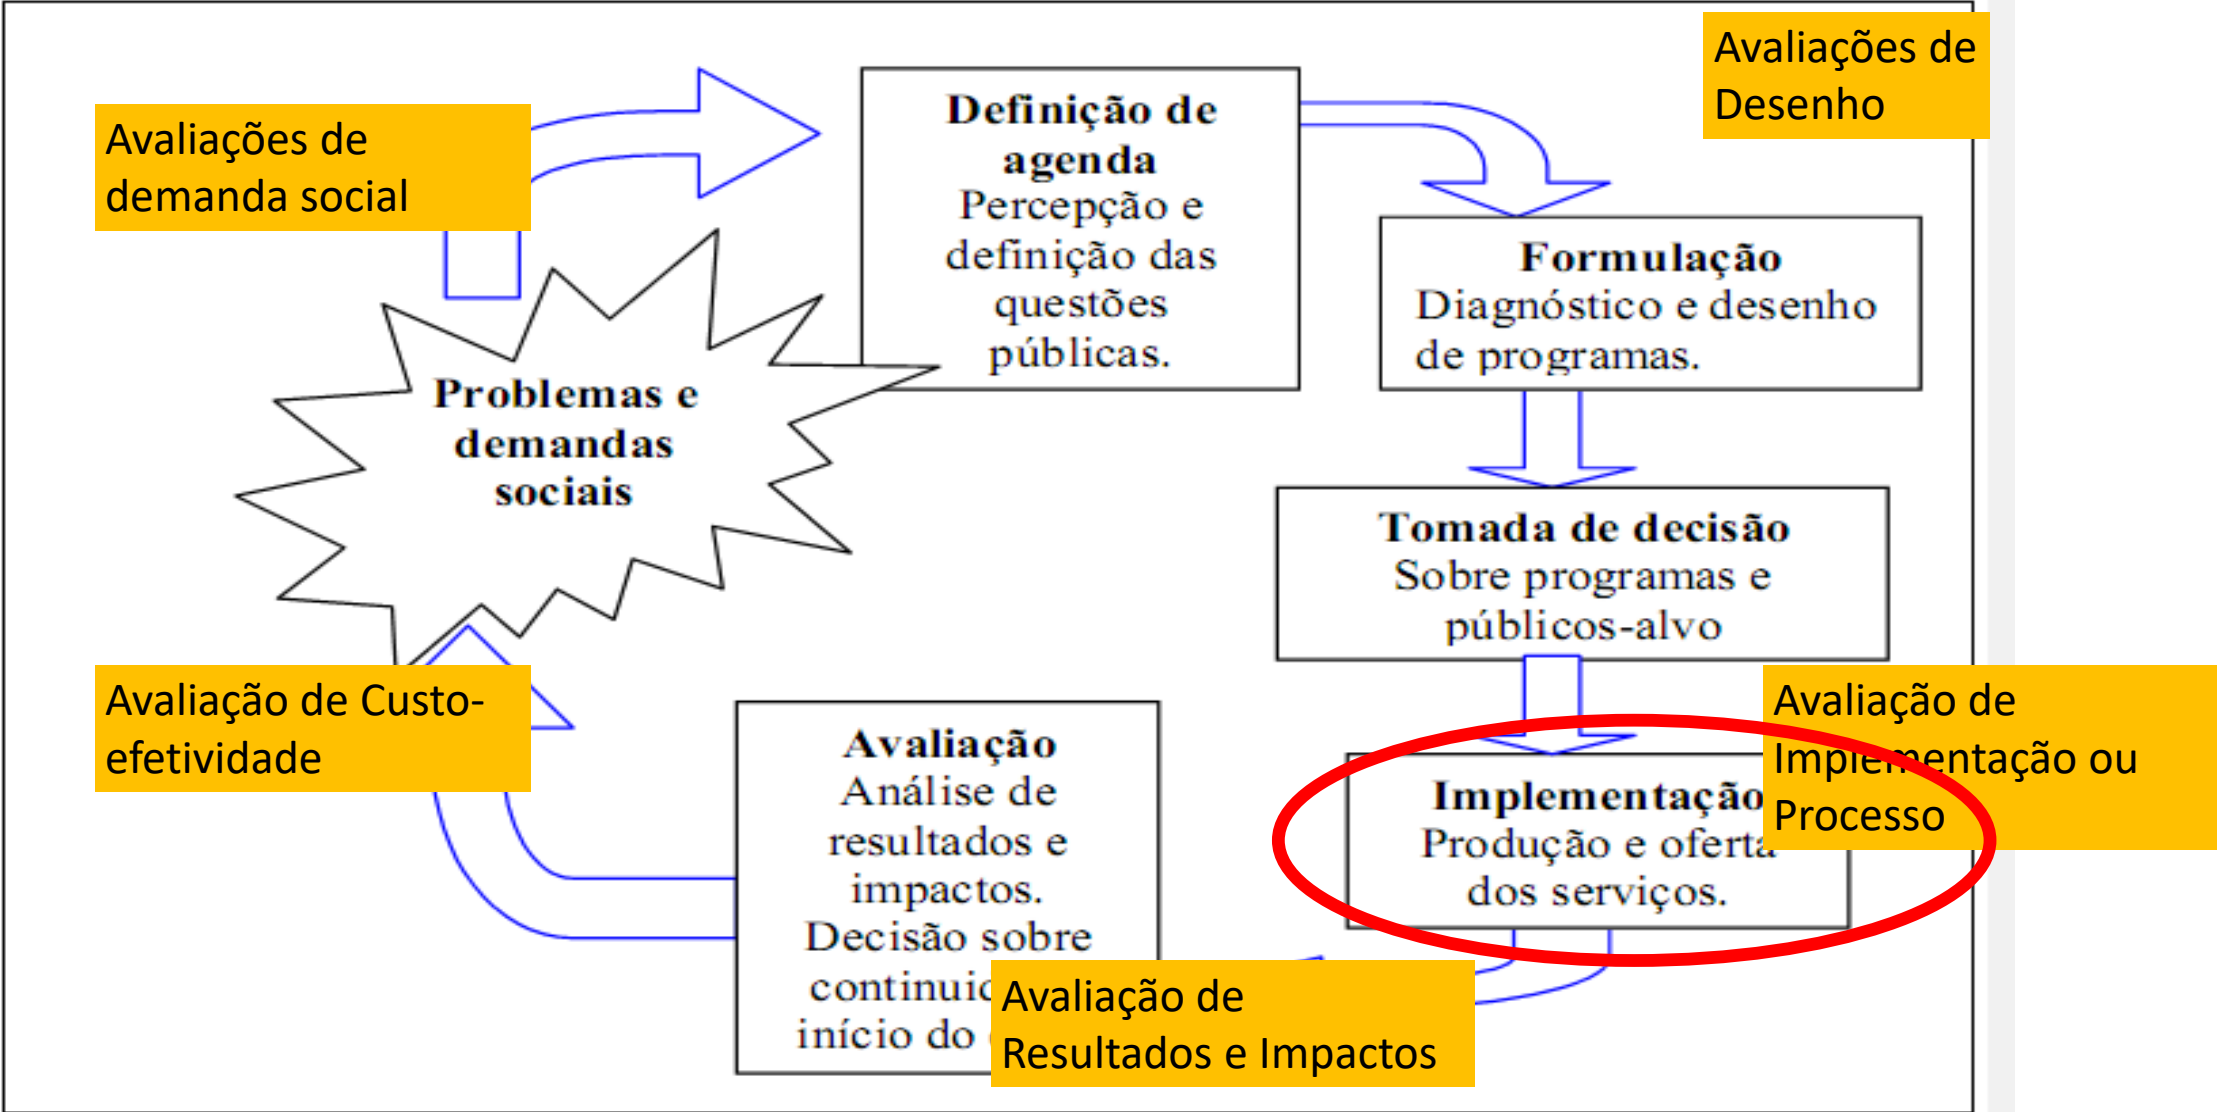 Avaliações de
demanda social
Definição de
agenda
Percepção e
definição das
questões
públicas.
Avaliações de
Desenho
Formulação
Diagnóstico e desenho
de programas.
Problemas e
demandas
sociais
Tomada de decisão
Sobre programas e
públicos-alvo
Avaliação de
Implementação ou
Processo
Implementação
Produção e oferta
dos serviços.
Avaliação
Análise de
resultados e
impactos.
Decisão sobre
início do
Avaliação de
Resultados e Impactos
Avaliação de Custo-
efetividade